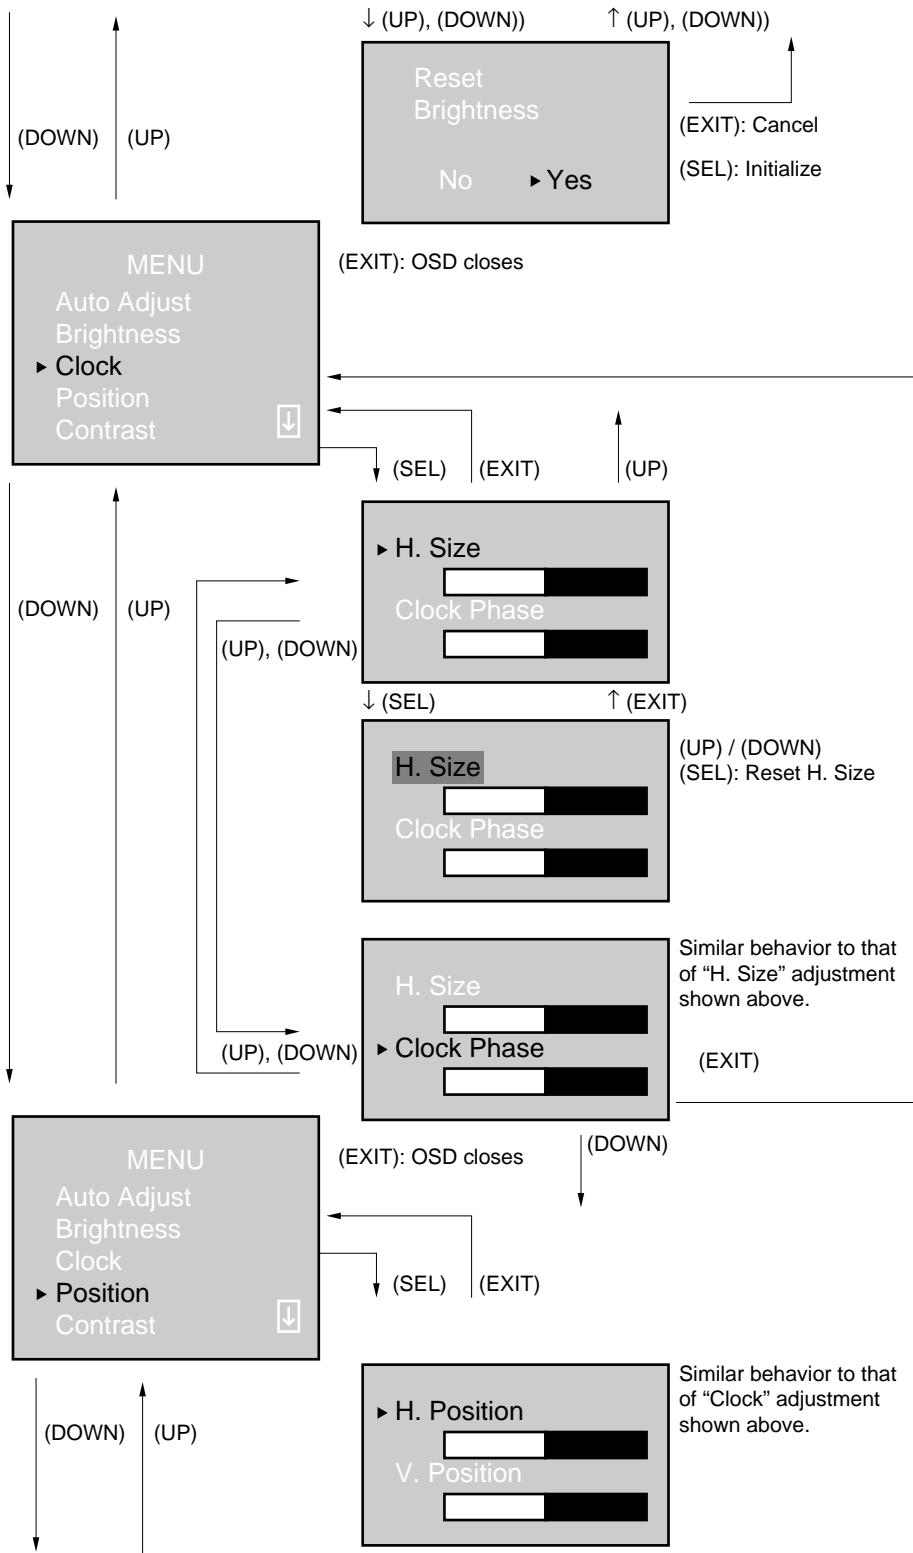 ↓ (UP), (DOWN)) ↑ (UP), (DOWN))
Reset
Brightness
No ▸ Yes
(EXIT): Cancel
(SEL): Initialize
(DOWN) (UP)
MENU
Auto Adjust
Brightness
▸ Clock
Position
Contrast ↓
(EXIT): OSD closes
(SEL) (EXIT) (UP)
▸ H. Size
Clock Phase
(DOWN) (UP)
(UP), (DOWN)
↓ (SEL) ↑ (EXIT)
H. Size
Clock Phase
(UP) / (DOWN)
(SEL): Reset H. Size
H. Size
▸ Clock Phase
Similar behavior to that
of “H. Size” adjustment
shown above.
(UP), (DOWN)
(EXIT)
(DOWN)
MENU
Auto Adjust
Brightness
Clock
▸ Position
Contrast ↓
(EXIT): OSD closes
(SEL) (EXIT)
▸ H. Position
V. Position
Similar behavior to that
of “Clock” adjustment
shown above.
(DOWN) (UP)